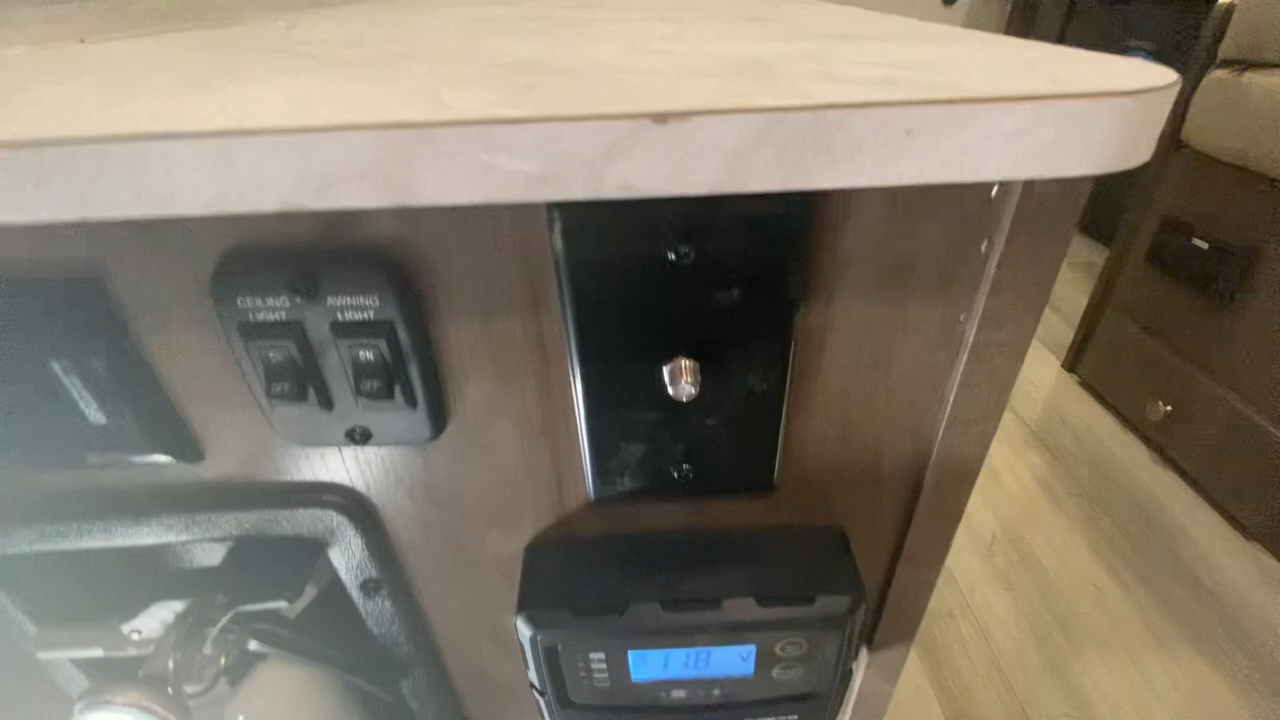 CEILING AWNING
LIGHT LIGHT
ON ON
OFF OFF
11.8 V